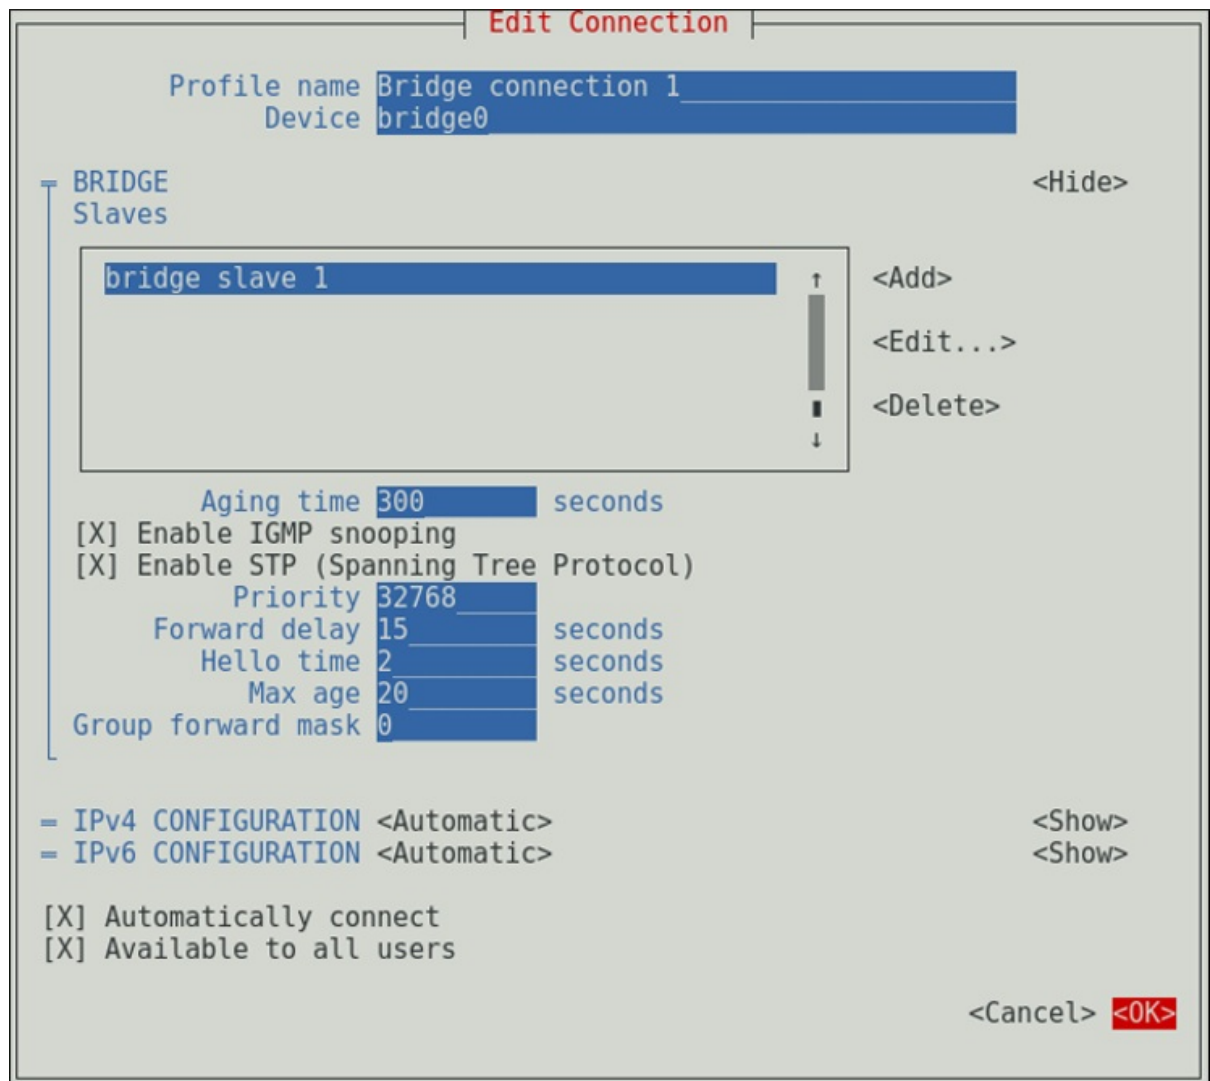 Edit Connection
Profile name Bridge connection 1
Device bridge0
BRIDGE <Hide>
Slaves
bridge slave 1 ↑ <Add>
<Edit...>
<Delete>
↓
Aging time 300 seconds
[X] Enable IGMP snooping
[X] Enable STP (Spanning Tree Protocol)
Priority 32768
Forward delay 15 seconds
Hello time 2 seconds
Max age 20 seconds
Group forward mask 0
= IPv4 CONFIGURATION <Automatic> <Show>
= IPv6 CONFIGURATION <Automatic> <Show>
[X] Automatically connect
[X] Available to all users
<Cancel> <OK>